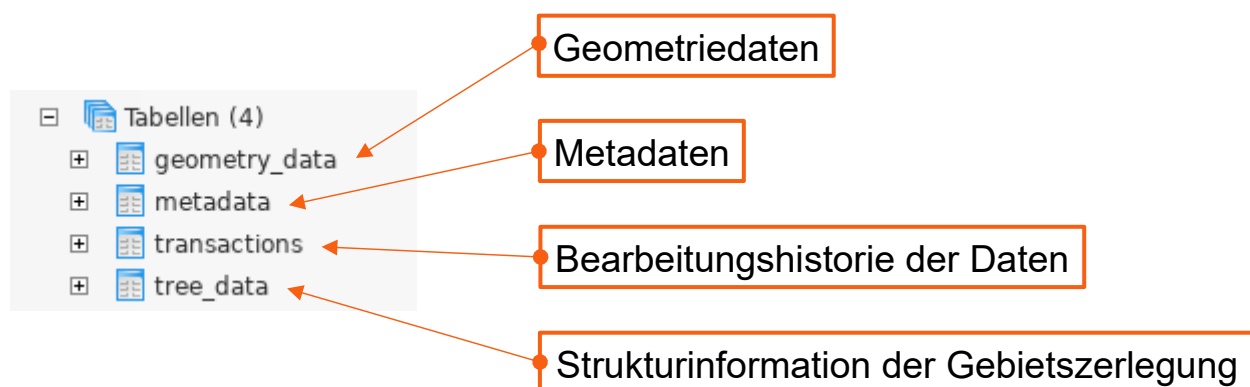 Geometriedaten
Tabellen (4)
geometry_data
Metadaten
metadata
transactions
Bearbeitungshistorie der Daten
tree_data
Strukturinformation der Gebietszerlegung